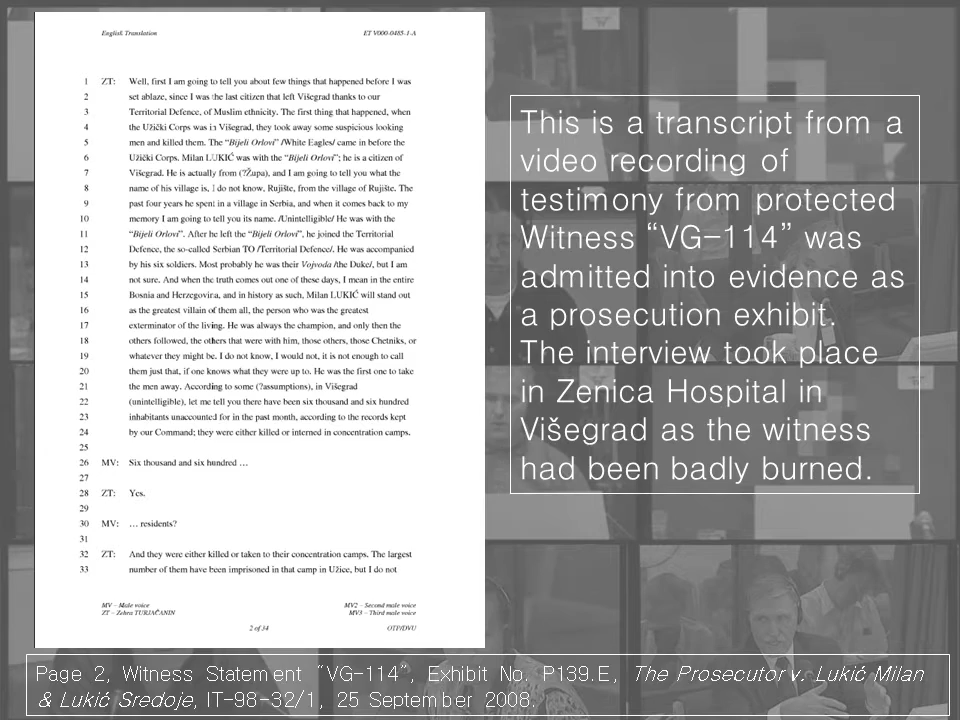 English Translation ET V000-0485-1-A
1 ZT: Well, first I am going to tell you about few things that happened before I was
2 set ablaze, since I was the last citizen that left Višegrad thanks to our
3 Territorial Defence, of Muslim ethnicity. The first thing that happened, when
4 the Užički Corps was in Višegrad, they took away some suspicious looking
5 men and killed them. The “Bijeli Orlovi” /White Eagles/ came in before the
6 Užički Corps. Milan LUKIĆ was with the “Bijeli Orlovi”; he is a citizen of
7 Višegrad. He is actually from (?Župa), and I am going to tell you what the
8 name of his village is, I do not know, Rujište, from the village of Rujište. The
9 past four years he spent in a village in Serbia, and when it comes back to my
10 memory I am going to tell you its name. /Unintelligible/ He was with the
11 “Bijeli Orlovi”. After he left the “Bijeli Orlovi”, he joined the Territorial
12 Defence, the so-called Serbian TO /Territorial Defence/. He was accompanied
13 by his six soldiers. Most probably he was their Vojvoda /the Duke/, but I am
14 not sure. And when the truth comes out one of these days, I mean in the entire
15 Bosnia and Herzegovina, and in history as such, Milan LUKIĆ will stand out
16 as the greatest villain of them all, the person who was the greatest
17 exterminator of the living. He was always the champion, and only then the
18 others followed, the others that were with him, those others, those Chetniks, or
19 whatever they might be. I do not know, I would not, it is not enough to call
20 them just that, if one knows what they were up to. He was the first one to take
21 the men away. According to some (?assumptions), in Višegrad
22 (unintelligible), let me tell you there have been six thousand and six hundred
23 inhabitants unaccounted for in the past month, according to the records kept
24 by our Command; they were either killed or interned in concentration camps.
25
26 MV: Six thousand and six hundred …
27
28 ZT: Yes.
29
30 MV: … residents?
31
32 ZT: And they were either killed or taken to their concentration camps. The largest
33 number of them have been imprisoned in that camp in Užice, but I do not
MV – Male voice MV2 – Second male voice
ZT – Zehra TURJAČANIN MV3 – Third male voice
2 of 34 OTP/DVU
This is a transcript from a
video recording of
testimony from protected
Witness “VG-114” was
admitted into evidence as
a prosecution exhibit.
The interview took place
in Zenica Hospital in
Višegrad as the witness
had been badly burned.
Page 2, Witness Statement “VG-114”, Exhibit No. P139.E, The Prosecutor v. Lukić Milan
& Lukić Sredoje, IT-98-32/1, 25 September 2008.